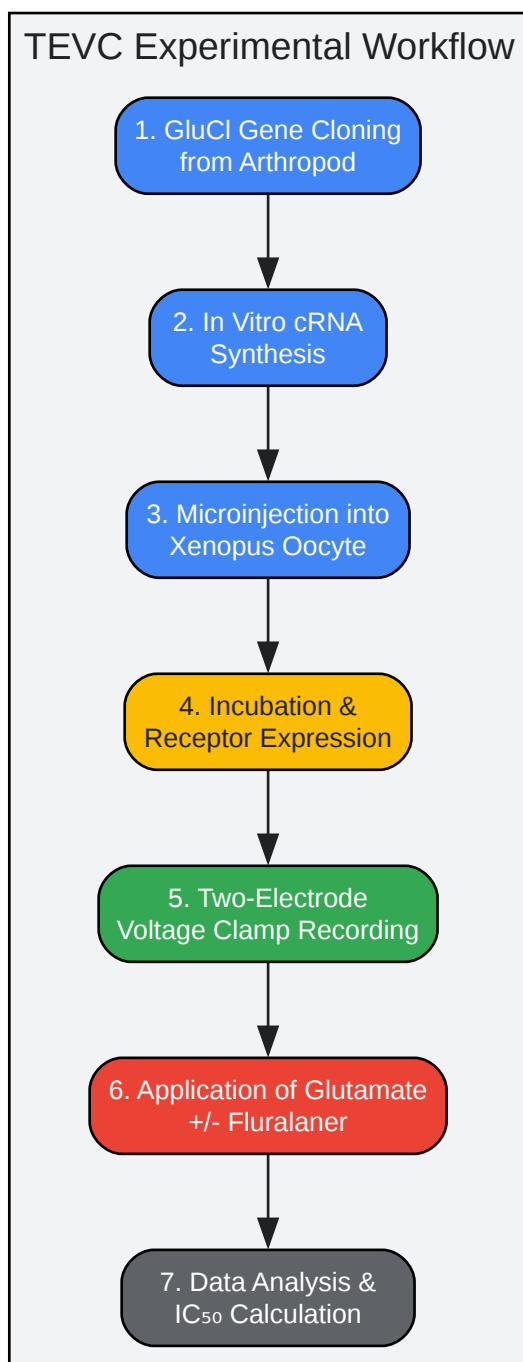 TEVC Experimental Workflow
1. GluCl Gene Cloning
from Arthropod
2. In Vitro cRNA
Synthesis
3. Microinjection into
Xenopus Oocyte
4. Incubation &
Receptor Expression
5. Two-Electrode
Voltage Clamp Recording
6. Application of Glutamate
+/- Fluralaner
7. Data Analysis &
IC₅₀ Calculation